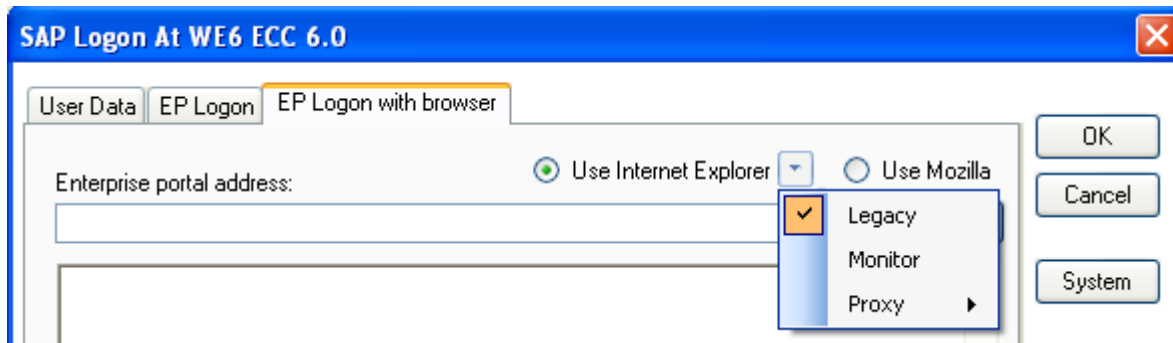 SAP Logon At WE6 ECC 6.0
User Data EP Logon EP Logon with browser
OK
Use Internet Explorer Use Mozilla
Enterprise portal address:
Cancel
Legacy
Monitor
System
Proxy